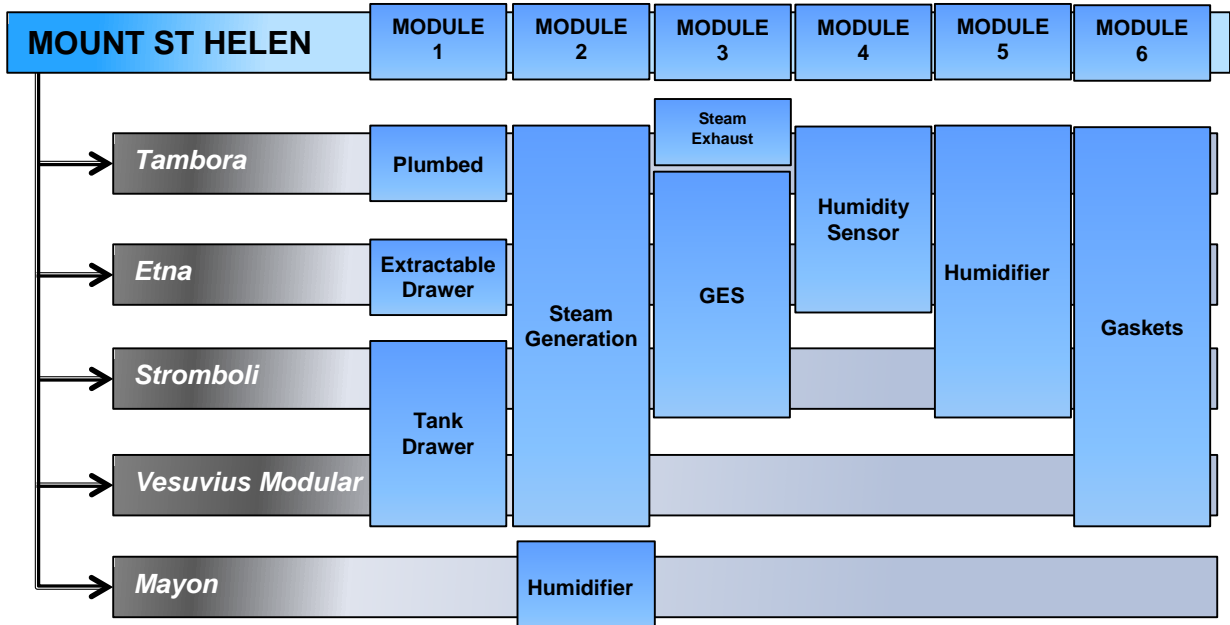 MOUNT ST HELEN
MODULE
1
MODULE
2
MODULE
3
MODULE
4
MODULE
5
MODULE
6
Tambora
Plumbed
Steam
Exhaust
Humidity
Sensor
Etna
Extractable
Drawer
Steam
Generation
GES
Humidifier
Gaskets
Stromboli
Tank
Drawer
Vesuvius Modular
Mayon
Humidifier